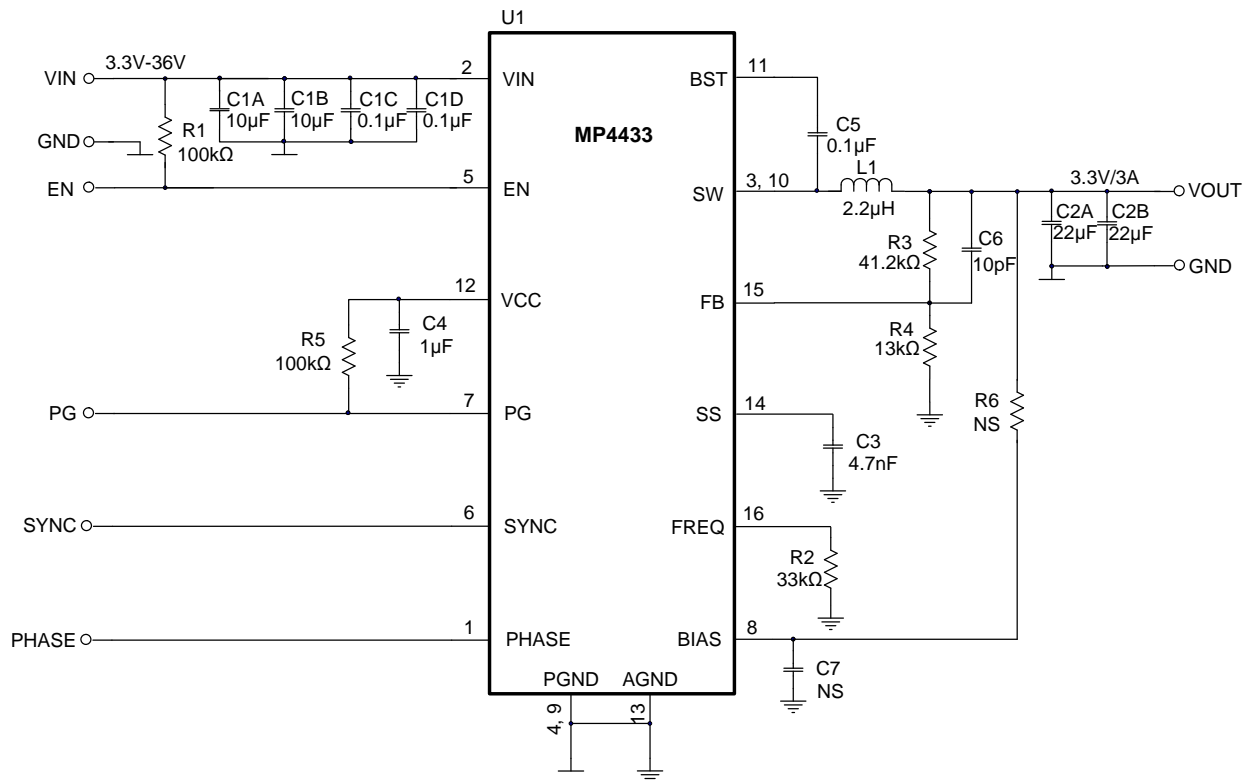 U1
MP4433
VIN
3.3V-36V
2
VIN
C1A
10µF
C1B
10µF
C1C
0.1µF
C1D
0.1µF
R1
100kΩ
GND
EN
5
EN
12
VCC
C4
1µF
R5
100kΩ
PG
7
PG
SYNC
6
SYNC
PHASE
1
PHASE
PGND
AGND
4, 9
13
BST
11
C5
0.1µF
SW
3, 10
L1
2.2µH
3.3V/3A
VOUT
C2A
22µF
C2B
22µF
GND
R3
41.2kΩ
C6
10pF
FB
15
R4
13kΩ
SS
14
C3
4.7nF
R6
NS
FREQ
16
R2
33kΩ
BIAS
8
C7
NS